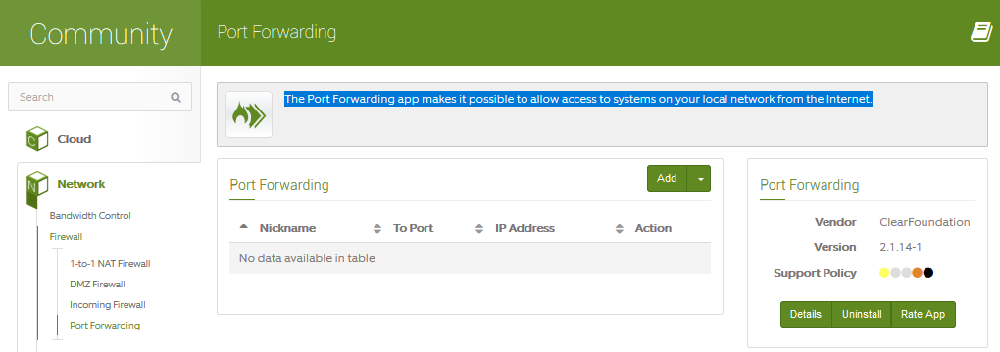 Community
Port Forwarding
Search
The Port Forwarding app makes it possible to allow access to systems on your local network from the Internet.
C
Cloud
N
Network
Bandwidth Control
Firewall
1-to-1 NAT Firewall
DMZ Firewall
Incoming Firewall
Port Forwarding
Port Forwarding
Add
Nickname To Port IP Address Action
No data available in table
Port Forwarding
Vendor ClearFoundation
Version 2.1.14-1
Support Policy
Details Uninstall Rate App